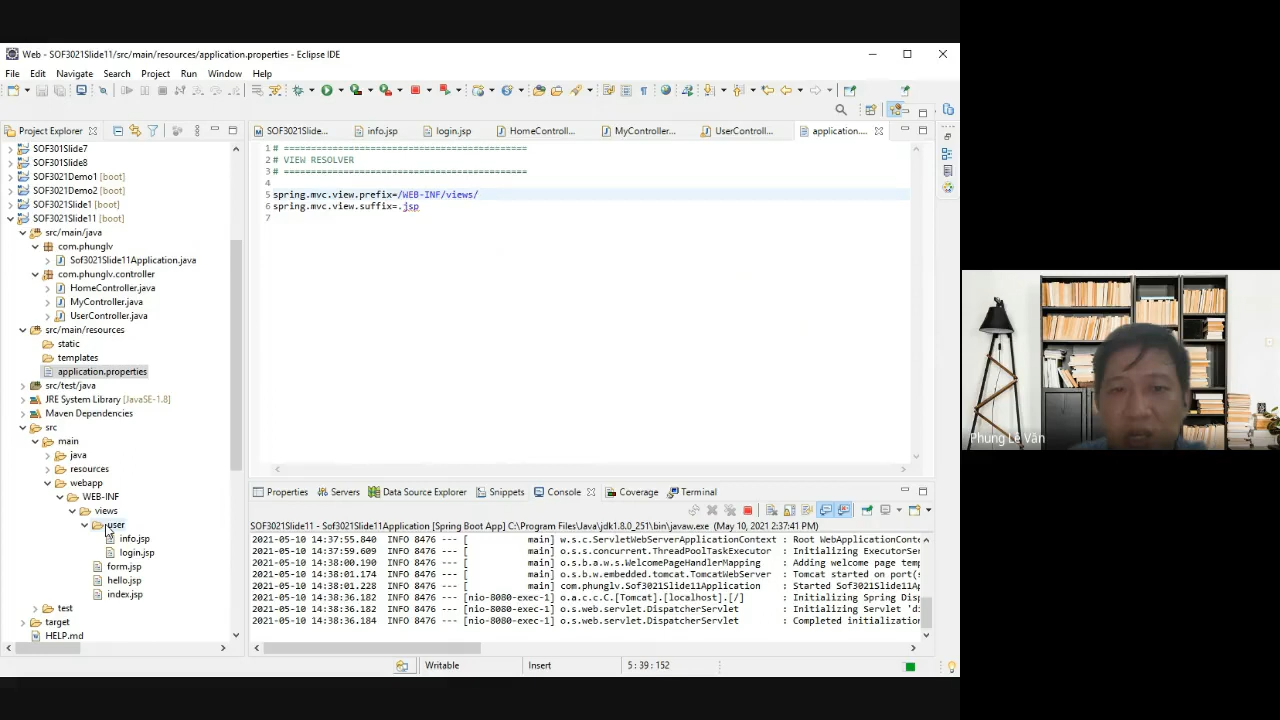 Web - SOF3021Slide11/src/main/resources/application.properties - Eclipse IDE
File Edit Navigate Search Project Run Window Help
Project Explorer
SOF3021Slide... info.jsp login.jsp HomeControll... MyController... UserControll... application....
SOF301Slide7
SOF301Slide8
SOF3021Demo1 [boot]
SOF3021Demo2 [boot]
SOF3021Slide1 [boot]
SOF3021Slide11 [boot]
src/main/java
com.phunglv
Sof3021Slide11Application.java
com.phunglv.controller
HomeController.java
MyController.java
UserController.java
src/main/resources
static
templates
application.properties
src/test/java
JRE System Library [JavaSE-1.8]
Maven Dependencies
src
main
java
resources
webapp
WEB-INF
views
user
info.jsp
login.jsp
form.jsp
hello.jsp
index.jsp
test
target
HELP.md
1 # ===========================================
2 # VIEW RESOLVER
3 # ===========================================
4
5 spring.mvc.view.prefix=/WEB-INF/views/
6 spring.mvc.view.suffix=.jsp
7
Properties Servers Data Source Explorer Snippets Console Coverage Terminal
SOF3021Slide11 - Sof3021Slide11Application [Spring Boot App] C:\Program Files\Java\jdk1.8.0_251\bin\javaw.exe (May 10, 2021 2:37:41 PM)
2021-05-10 14:37:55.840 INFO 8476 --- [ main] w.s.c.ServletWebServerApplicationContext : Root WebApplicationConte
2021-05-10 14:37:59.609 INFO 8476 --- [ main] o.s.s.concurrent.ThreadPoolTaskExecutor : Initializing ExecutorSer
2021-05-10 14:38:00.190 INFO 8476 --- [ main] o.s.b.a.w.s.WelcomePageHandlerMapping : Adding welcome page temp
2021-05-10 14:38:01.174 INFO 8476 --- [ main] o.s.b.w.embedded.tomcat.TomcatWebServer : Tomcat started on port(s
2021-05-10 14:38:01.228 INFO 8476 --- [ main] com.phunglv.Sof3021Slide11Application : Started Sof3021Slide11Ap
2021-05-10 14:38:36.182 INFO 8476 --- [nio-8080-exec-1] o.a.c.c.C.[Tomcat].[localhost].[/] : Initializing Spring Disp
2021-05-10 14:38:36.182 INFO 8476 --- [nio-8080-exec-1] o.s.web.servlet.DispatcherServlet : Initializing Servlet 'di
2021-05-10 14:38:36.184 INFO 8476 --- [nio-8080-exec-1] o.s.web.servlet.DispatcherServlet : Completed initialization
Writable Insert 5 : 39 : 152
Phung Lê Văn